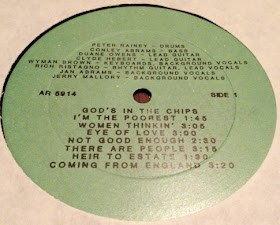 PETER RAINEY - DRUMS
CONLEY ABRAMS - BASS
DUANE OWENS - LEAD GUITAR
CLYDE HEBERT - LEAD GUITAR
WYMAN BROWN - KEYBOARDS, BACKGROUND VOCALS
RICH RISTAGNO - RHYTHM GUITAR, LEAD VOCALS
JAN ABRAMS - BACKGROUND VOCALS
JERRY MALLORY - BACKGROUND VOCALS
AR 5914 SIDE 1
GOD'S IN THE CHIPS
I'M THE POOREST 1:45
WOMEN THINKIN' 3:05
EYE OF LOVE 3:00
NOT GOOD ENOUGH 2:30
THERE ARE PEOPLE 3:15
HEIR TO ESTATE 1:30
COMING FROM ENGLAND 3:20